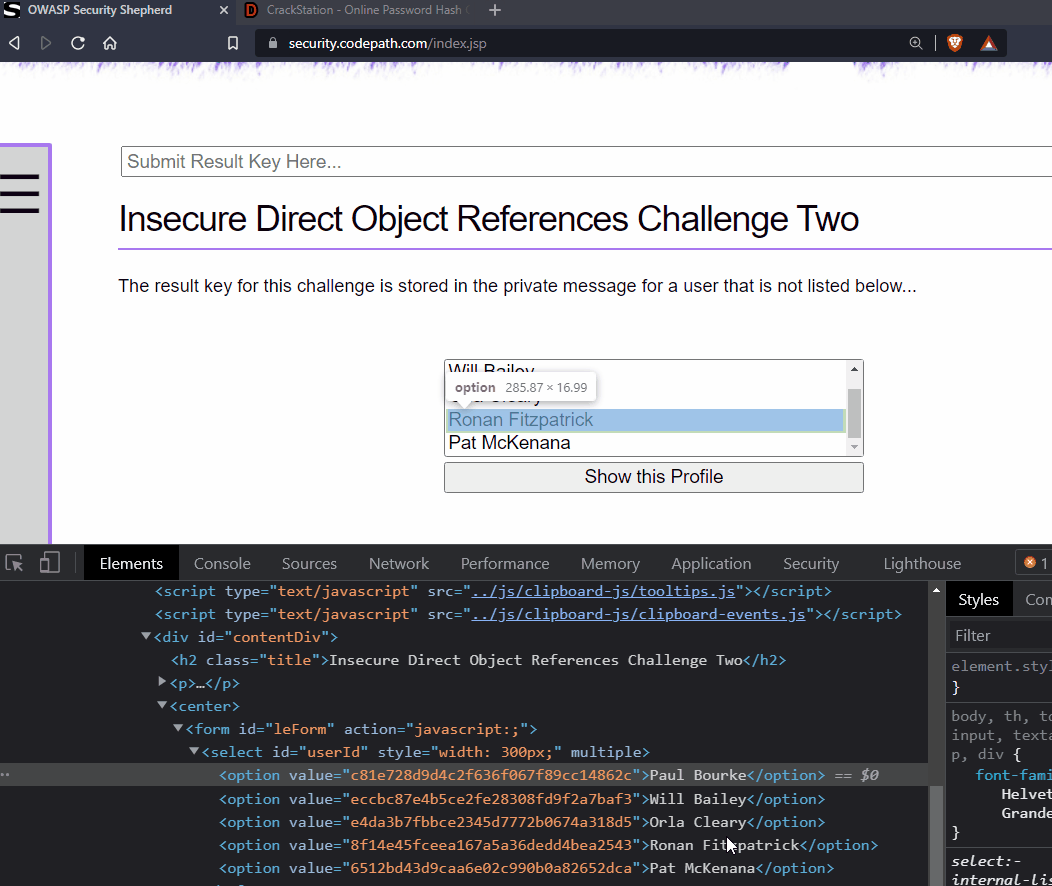 OWASP Security Shepherd
CrackStation - Online Password Hash
security.codepath.com/index.jsp
Submit Result Key Here...
Insecure Direct Object References Challenge Two
The result key for this challenge is stored in the private message for a user that is not listed below...
Will Bailey
option 285.87 × 16.99
Ronan Fitzpatrick
Pat McKenana
Show this Profile
Elements Console Sources Network Performance Memory Application Security Lighthouse 1
<script type="text/javascript" src="../js/clipboard-js/tooltips.js"></script>
<script type="text/javascript" src="../js/clipboard-js/clipboard-events.js"></script>
<div id="contentDiv">
<h2 class="title">Insecure Direct Object References Challenge Two</h2>
<p>…</p>
<center>
<form id="leForm" action="javascript:;">
<select id="userId" style="width: 300px;" multiple>
<option value="c81e728d9d4c2f636f067f89cc14862c">Paul Bourke</option> == $0
<option value="eccbc87e4b5ce2fe28308fd9f2a7baf3">Will Bailey</option>
<option value="e4da3b7fbbce2345d7772b0674a318d5">Orla Cleary</option>
<option value="8f14e45fceea167a5a36dedd4bea2543">Ronan Fitzpatrick</option>
<option value="6512bd43d9caa6e02c990b0a82652dca">Pat McKenana</option>
Styles Con
Filter
element.styl
}
body, th, td
input, texta
p, div {
font-fami
Helvet
Grande
}
select:-
internal-lis